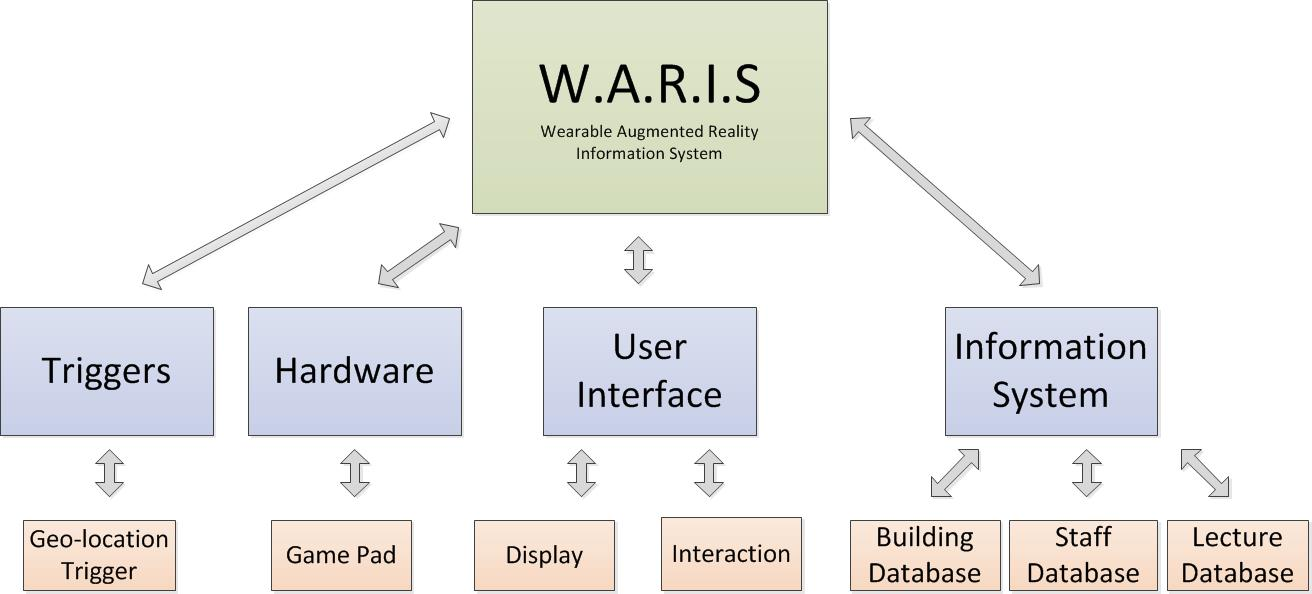 W.A.R.I.S
Wearable Augmented Reality
Information System
Triggers
Hardware
User
Interface
Information
System
Geo-location
Trigger
Game Pad
Display
Interaction
Building
Database
Staff
Database
Lecture
Database